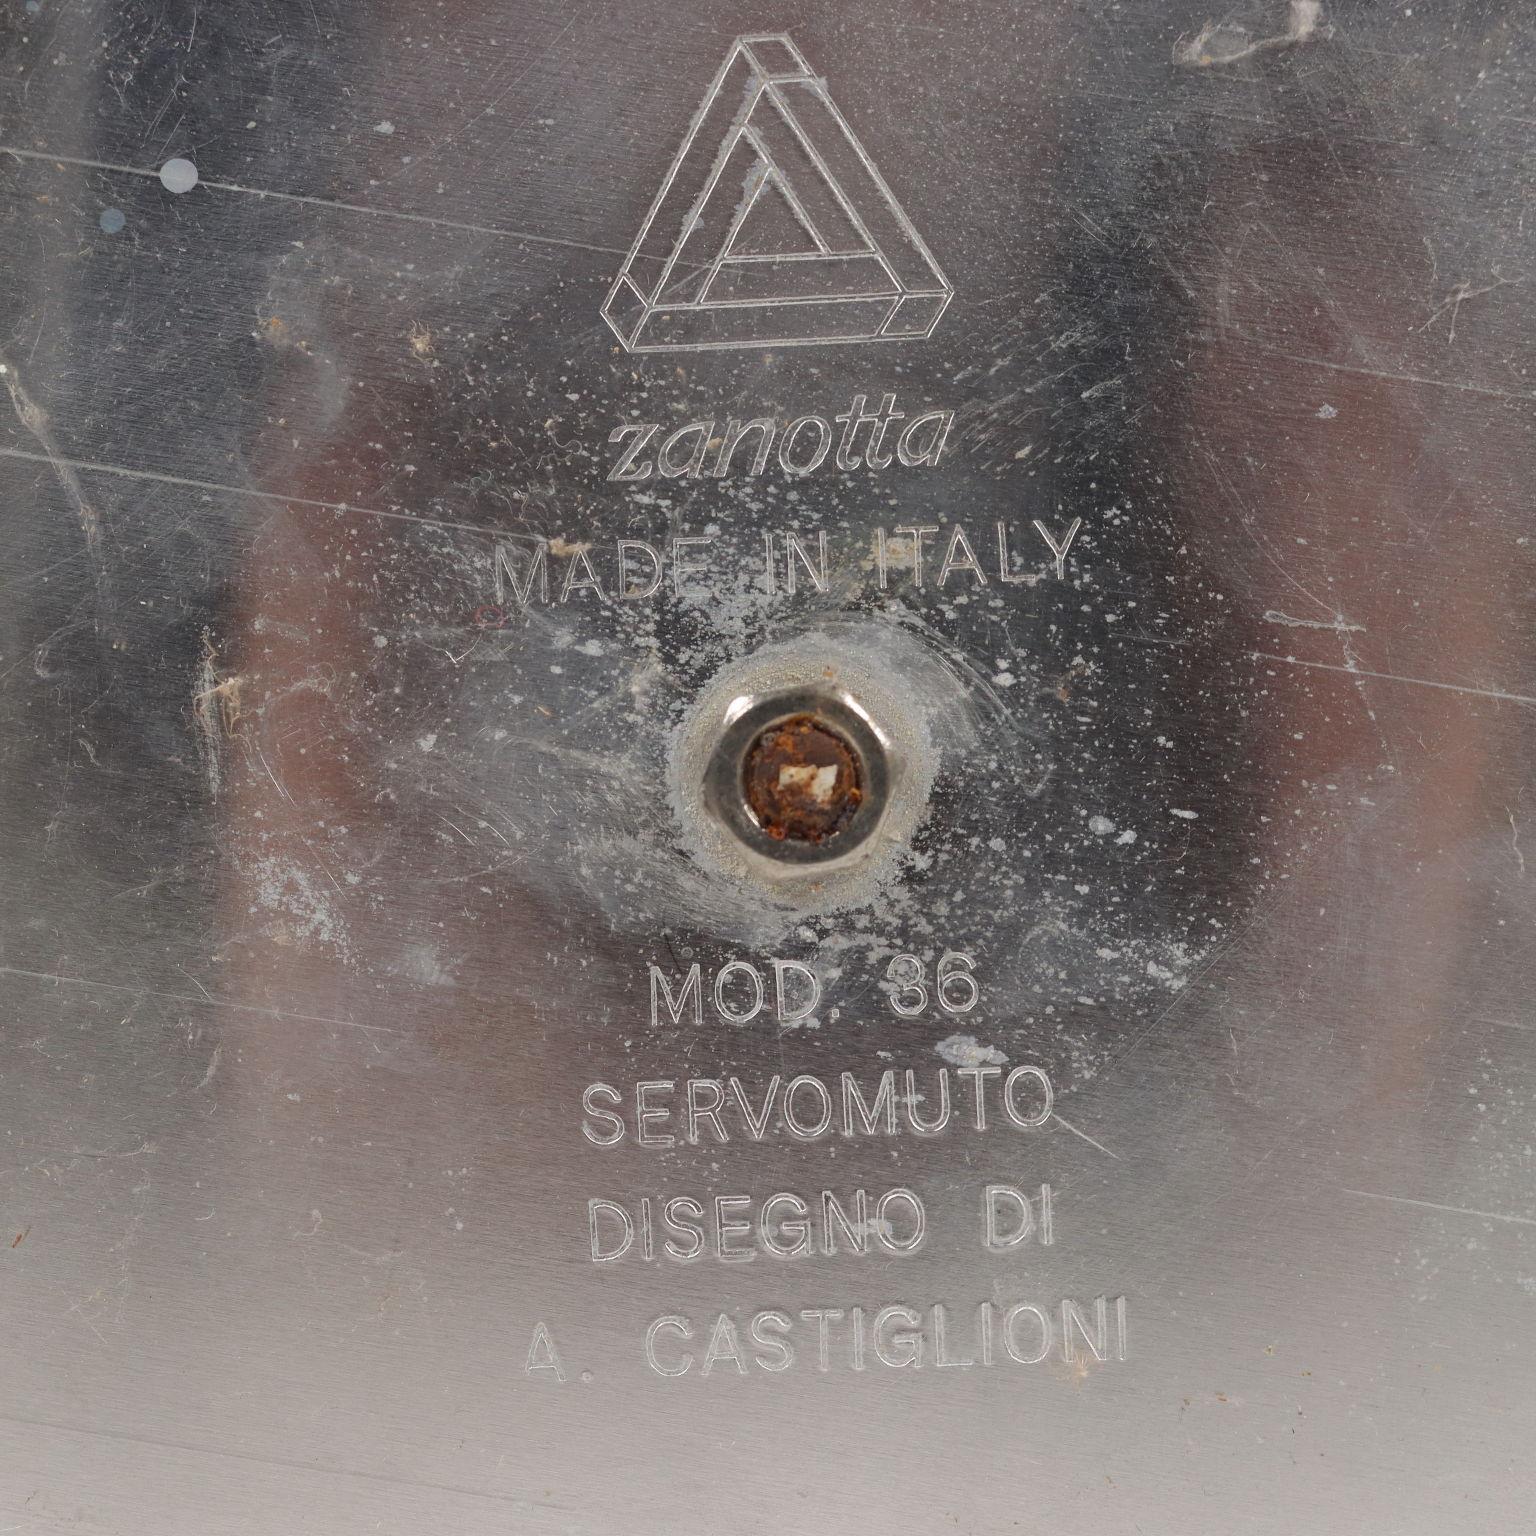 zanotta
MADE IN ITALY
MOD. 36
SERVOMUTO
DISEGNO DI
A. CASTIGLIONI